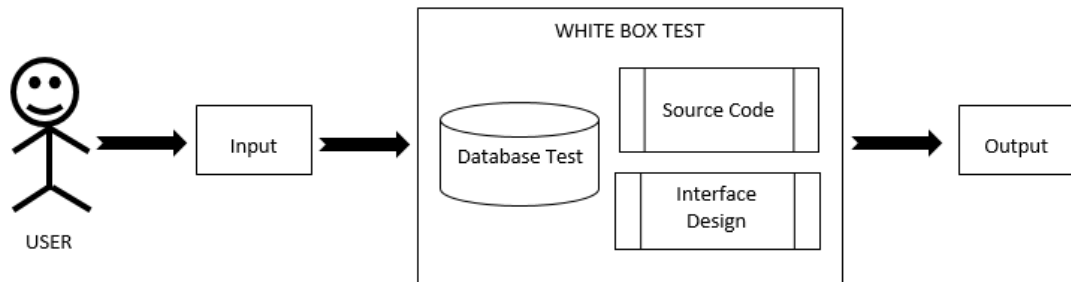 WHITE BOX TEST
USER
Input
Database Test
Source Code
Interface
Design
Output